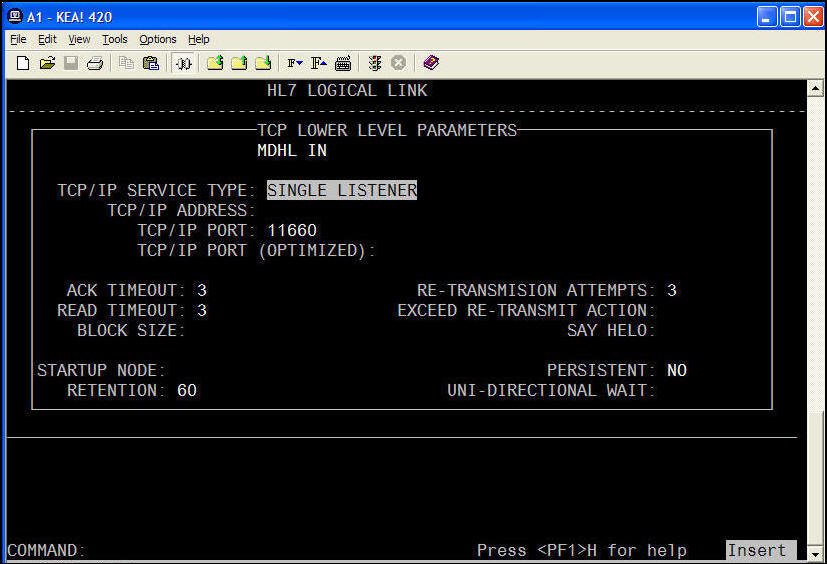 A1 - KEA! 420
File Edit View Tools Options Help
HL7 LOGICAL LINK
TCP LOWER LEVEL PARAMETERS
MDHL IN
TCP/IP SERVICE TYPE: SINGLE LISTENER
TCP/IP ADDRESS:
TCP/IP PORT: 11660
TCP/IP PORT (OPTIMIZED):
ACK TIMEOUT: 3 RE-TRANSMISION ATTEMPTS: 3
READ TIMEOUT: 3 EXCEED RE-TRANSMIT ACTION:
BLOCK SIZE: SAY HELO:
STARTUP NODE: PERSISTENT: NO
RETENTION: 60 UNI-DIRECTIONAL WAIT:
COMMAND: Press <PF1>H for help Insert